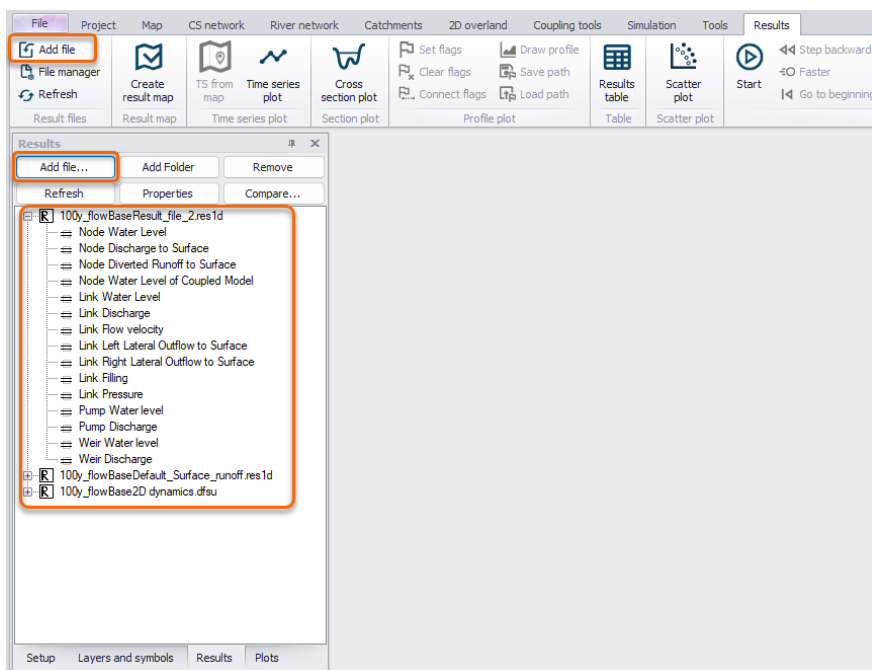 File Project Map CS network River network Catchments 2D overland Coupling tools Simulation Tools Results
Add file
File manager
Refresh
Result files
Create result map
Result map
TS from map
Time series plot
Time series plot
Cross section plot
Section plot
Set flags
Clear flags
Connect flags
Draw profile
Save path
Load path
Profile plot
Results table
Table
Scatter plot
Scatter plot
Start
Step backward
Faster
Go to beginning
Results
Add file... Add Folder Remove
Refresh Properties Compare...
100y_flowBaseResult_file_2.res1d
Node Water Level
Node Discharge to Surface
Node Diverted Runoff to Surface
Node Water Level of Coupled Model
Link Water Level
Link Discharge
Link Flow velocity
Link Left Lateral Outflow to Surface
Link Right Lateral Outflow to Surface
Link Filling
Link Pressure
Pump Water level
Pump Discharge
Weir Water level
Weir Discharge
100y_flowBaseDefault_Surface_runoff.res1d
100y_flowBase2D dynamics.dfsu
Setup Layers and symbols Results Plots